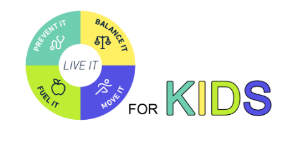 PREVENT IT
BALANCE IT
LIVE IT
FUEL IT
MOVE IT
FOR KIDS